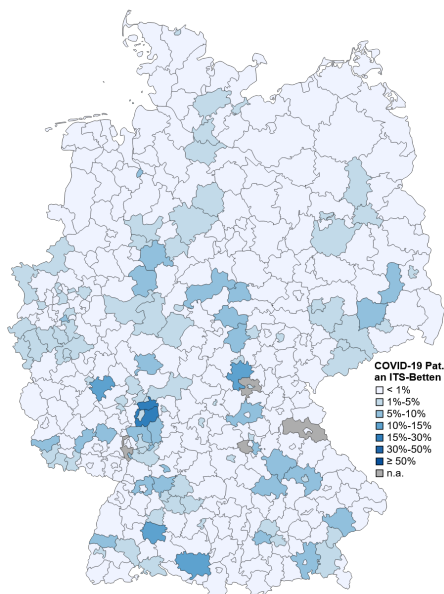 COVID-19 Pat.
an ITS-Betten
< 1%
1%-5%
5%-10%
10%-15%
15%-30%
30%-50%
≥ 50%
n.a.